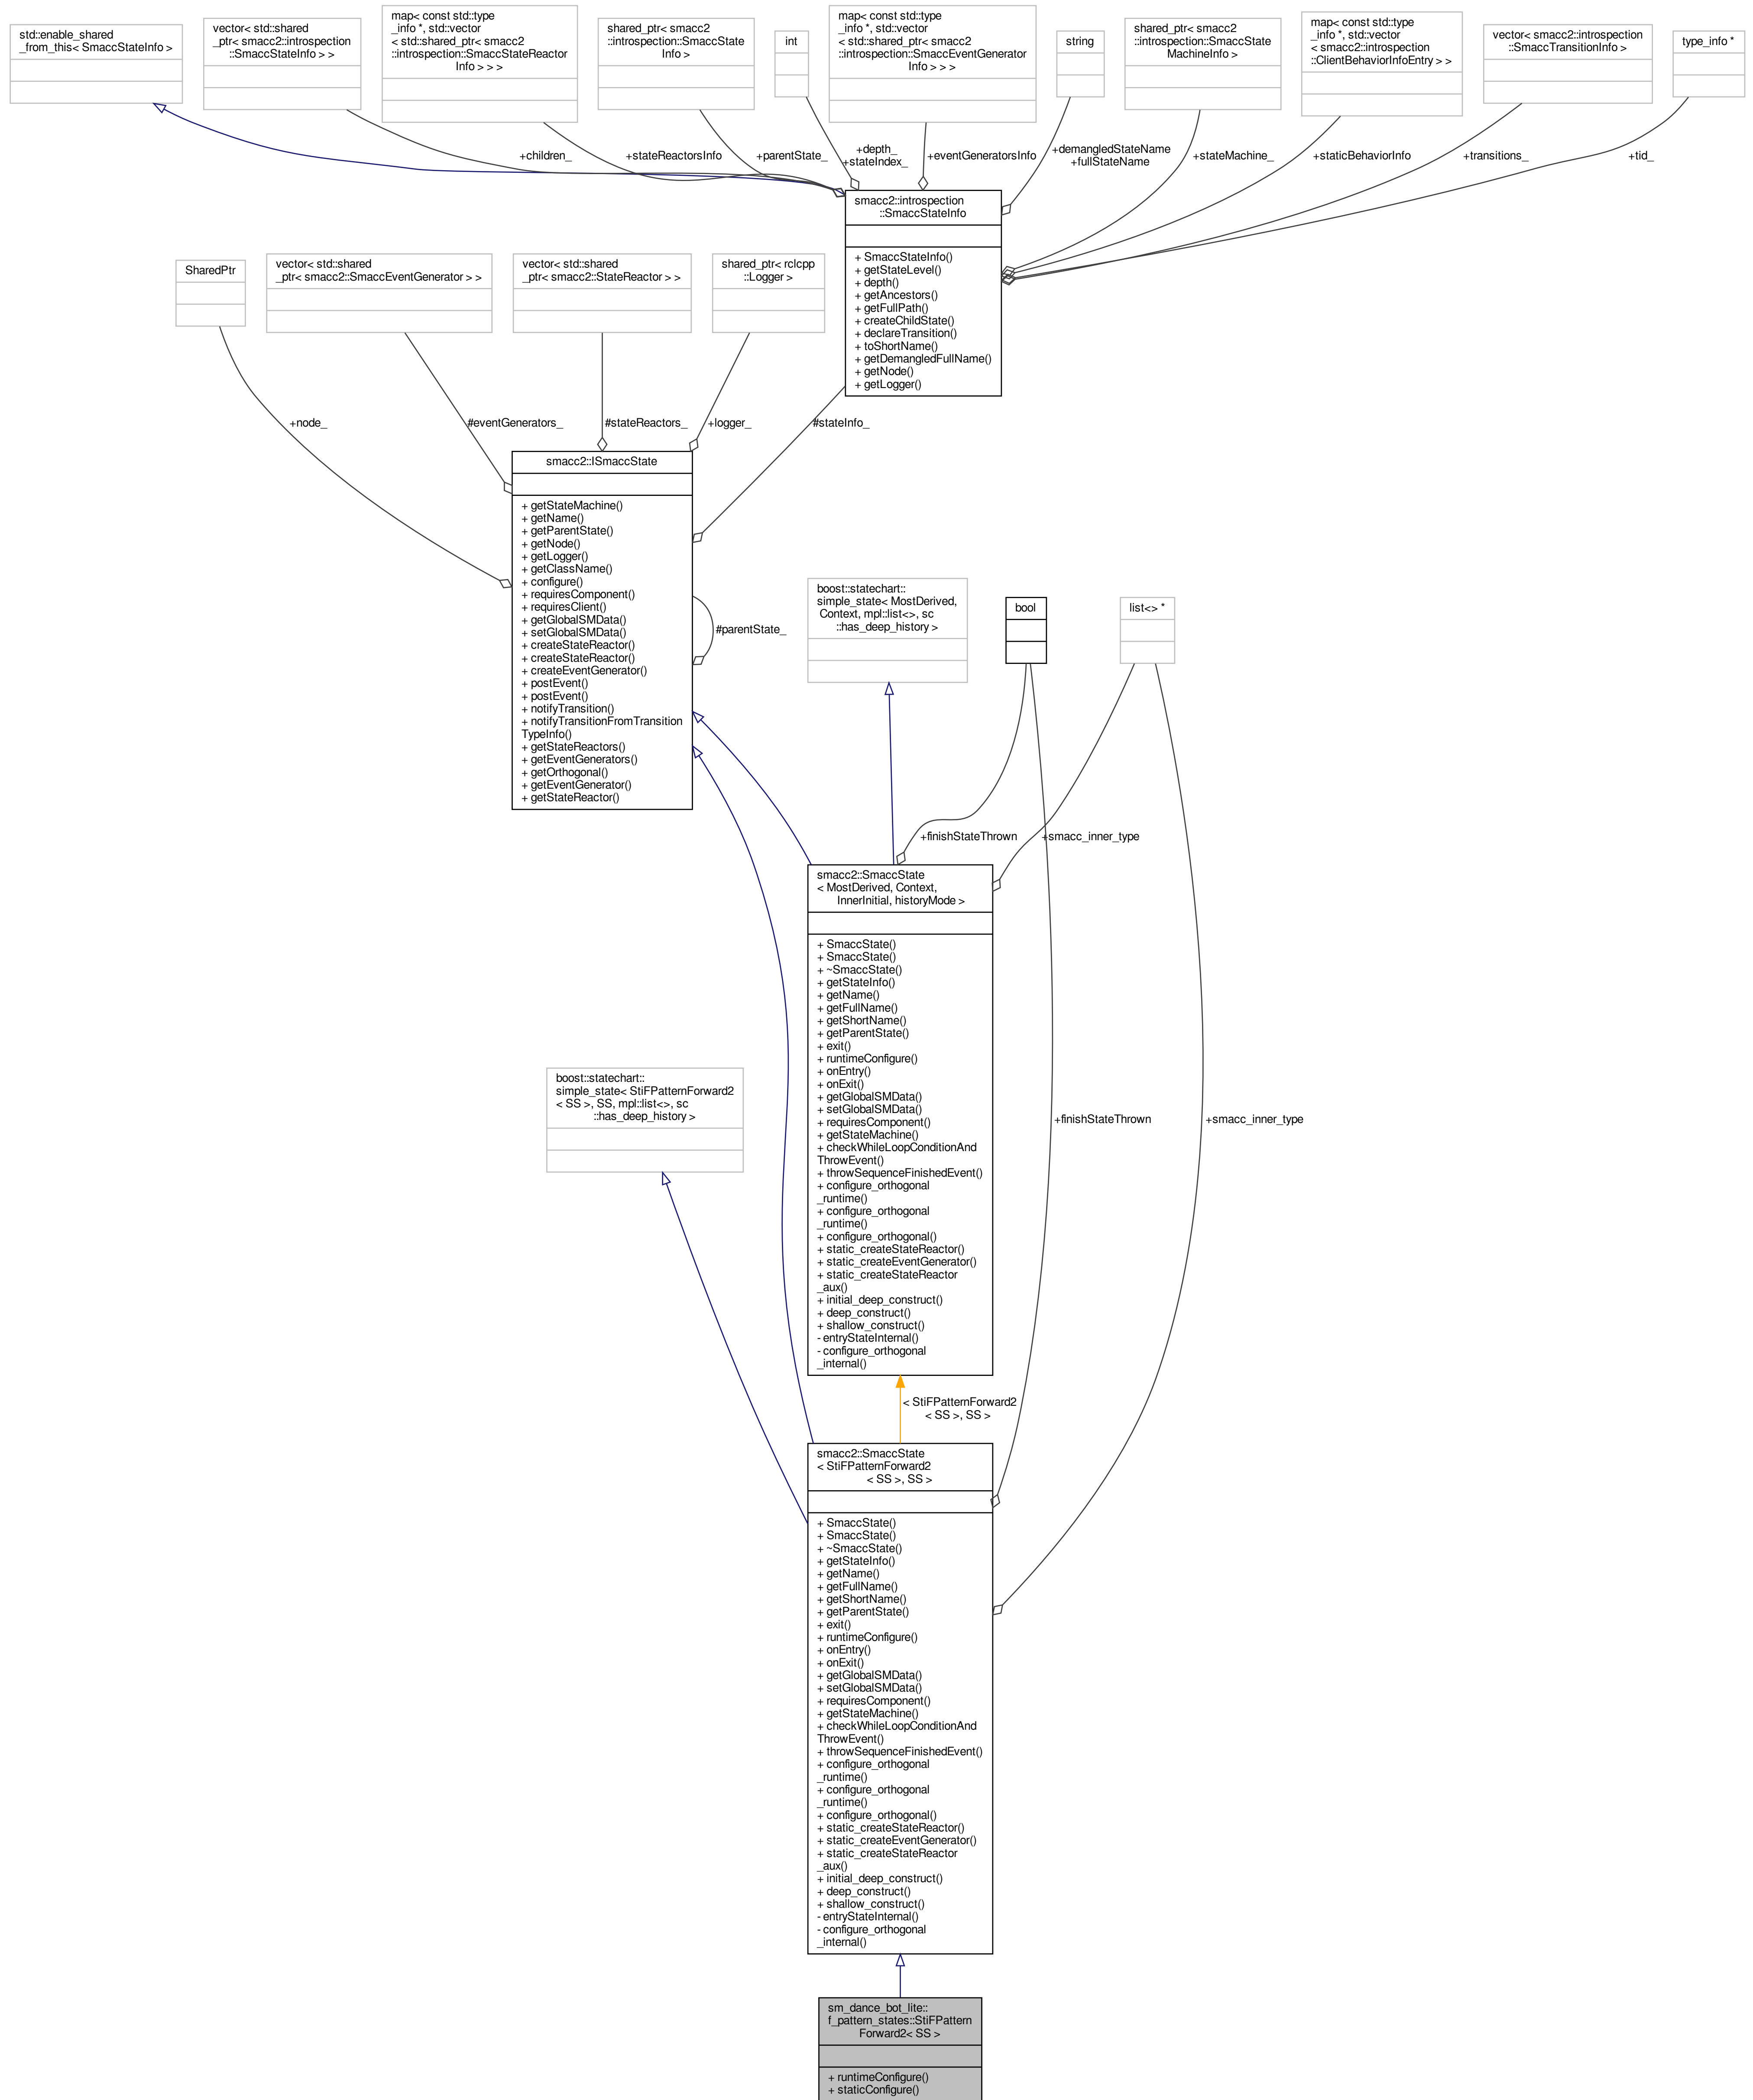 std::enable_shared
_from_this< SmaccStateInfo >
vector< std::shared
_ptr< smacc2::introspection
::SmaccStateInfo > >
map< const std::type
_info *, std::vector
< std::shared_ptr< smacc2
::introspection::SmaccStateReactor
Info > > >
shared_ptr< smacc2
::introspection::SmaccState
Info >
int
map< const std::type
_info *, std::vector
< std::shared_ptr< smacc2
::introspection::SmaccEventGenerator
Info > > >
string
shared_ptr< smacc2
::introspection::SmaccState
MachineInfo >
map< const std::type
_info *, std::vector
< smacc2::introspection
::ClientBehaviorInfoEntry > >
vector< smacc2::introspection
::SmaccTransitionInfo >
type_info *
+children_
+stateReactorsInfo
+parentState_
+depth_
+stateIndex_
+eventGeneratorsInfo
+demangledStateName
+fullStateName
+stateMachine_
+staticBehaviorInfo
+transitions_
+tid_
smacc2::introspection
::SmaccStateInfo
+ SmaccStateInfo()
+ getStateLevel()
+ depth()
+ getAncestors()
+ getFullPath()
+ createChildState()
+ declareTransition()
+ toShortName()
+ getDemangledFullName()
+ getNode()
+ getLogger()
SharedPtr
vector< std::shared
_ptr< smacc2::SmaccEventGenerator > >
vector< std::shared
_ptr< smacc2::StateReactor > >
shared_ptr< rclcpp
::Logger >
+node_
#eventGenerators_
#stateReactors_
+logger_
#stateInfo_
smacc2::ISmaccState
+ getStateMachine()
+ getName()
+ getParentState()
+ getNode()
+ getLogger()
+ getClassName()
+ configure()
+ requiresComponent()
+ requiresClient()
+ getGlobalSMData()
+ setGlobalSMData()
+ createStateReactor()
+ createStateReactor()
+ createEventGenerator()
+ postEvent()
+ postEvent()
+ notifyTransition()
+ notifyTransitionFromTransition
TypeInfo()
+ getStateReactors()
+ getEventGenerators()
+ getOrthogonal()
+ getEventGenerator()
+ getStateReactor()
#parentState_
boost::statechart::
simple_state< MostDerived,
Context, mpl::list<>, sc
::has_deep_history >
bool
list<> *
+finishStateThrown
+smacc_inner_type
smacc2::SmaccState
< MostDerived, Context,
InnerInitial, historyMode >
+ SmaccState()
+ SmaccState()
+ ~SmaccState()
+ getStateInfo()
+ getName()
+ getFullName()
+ getShortName()
+ getParentState()
+ exit()
+ runtimeConfigure()
+ onEntry()
+ onExit()
+ getGlobalSMData()
+ setGlobalSMData()
+ requiresComponent()
+ getStateMachine()
+ checkWhileLoopConditionAnd
ThrowEvent()
+ throwSequenceFinishedEvent()
+ configure_orthogonal
_runtime()
+ configure_orthogonal
_runtime()
+ configure_orthogonal()
+ static_createStateReactor()
+ static_createEventGenerator()
+ static_createStateReactor
_aux()
+ initial_deep_construct()
+ deep_construct()
+ shallow_construct()
- entryStateInternal()
- configure_orthogonal
_internal()
boost::statechart::
simple_state< StiFPatternForward2
< SS >, SS, mpl::list<>, sc
::has_deep_history >
+finishStateThrown
+smacc_inner_type
< StiFPatternForward2
< SS >, SS >
smacc2::SmaccState
< StiFPatternForward2
< SS >, SS >
+ SmaccState()
+ SmaccState()
+ ~SmaccState()
+ getStateInfo()
+ getName()
+ getFullName()
+ getShortName()
+ getParentState()
+ exit()
+ runtimeConfigure()
+ onEntry()
+ onExit()
+ getGlobalSMData()
+ setGlobalSMData()
+ requiresComponent()
+ getStateMachine()
+ checkWhileLoopConditionAnd
ThrowEvent()
+ throwSequenceFinishedEvent()
+ configure_orthogonal
_runtime()
+ configure_orthogonal
_runtime()
+ configure_orthogonal()
+ static_createStateReactor()
+ static_createEventGenerator()
+ static_createStateReactor
_aux()
+ initial_deep_construct()
+ deep_construct()
+ shallow_construct()
- entryStateInternal()
- configure_orthogonal
_internal()
sm_dance_bot_lite::
f_pattern_states::StiFPattern
Forward2< SS >
+ runtimeConfigure()
+ staticConfigure()